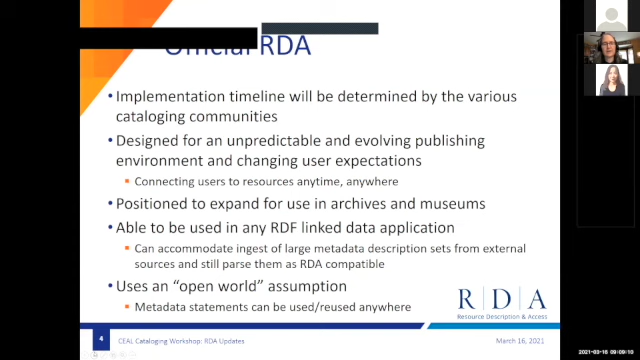 Official RDA
• Implementation timeline will be determined by the various
cataloging communities
• Designed for an unpredictable and evolving publishing
environment and changing user expectations
▪ Connecting users to resources anytime, anywhere
• Positioned to expand for use in archives and museums
• Able to be used in any RDF linked data application
▪ Can accommodate ingest of large metadata description sets from external
sources and still parse them as RDA compatible
• Uses an “open world” assumption
▪ Metadata statements can be used/reused anywhere
R | D | A
Resource Description & Access
4
CEAL Cataloging Workshop: RDA Updates
March 16, 2021
2021-03-16 09:09:10